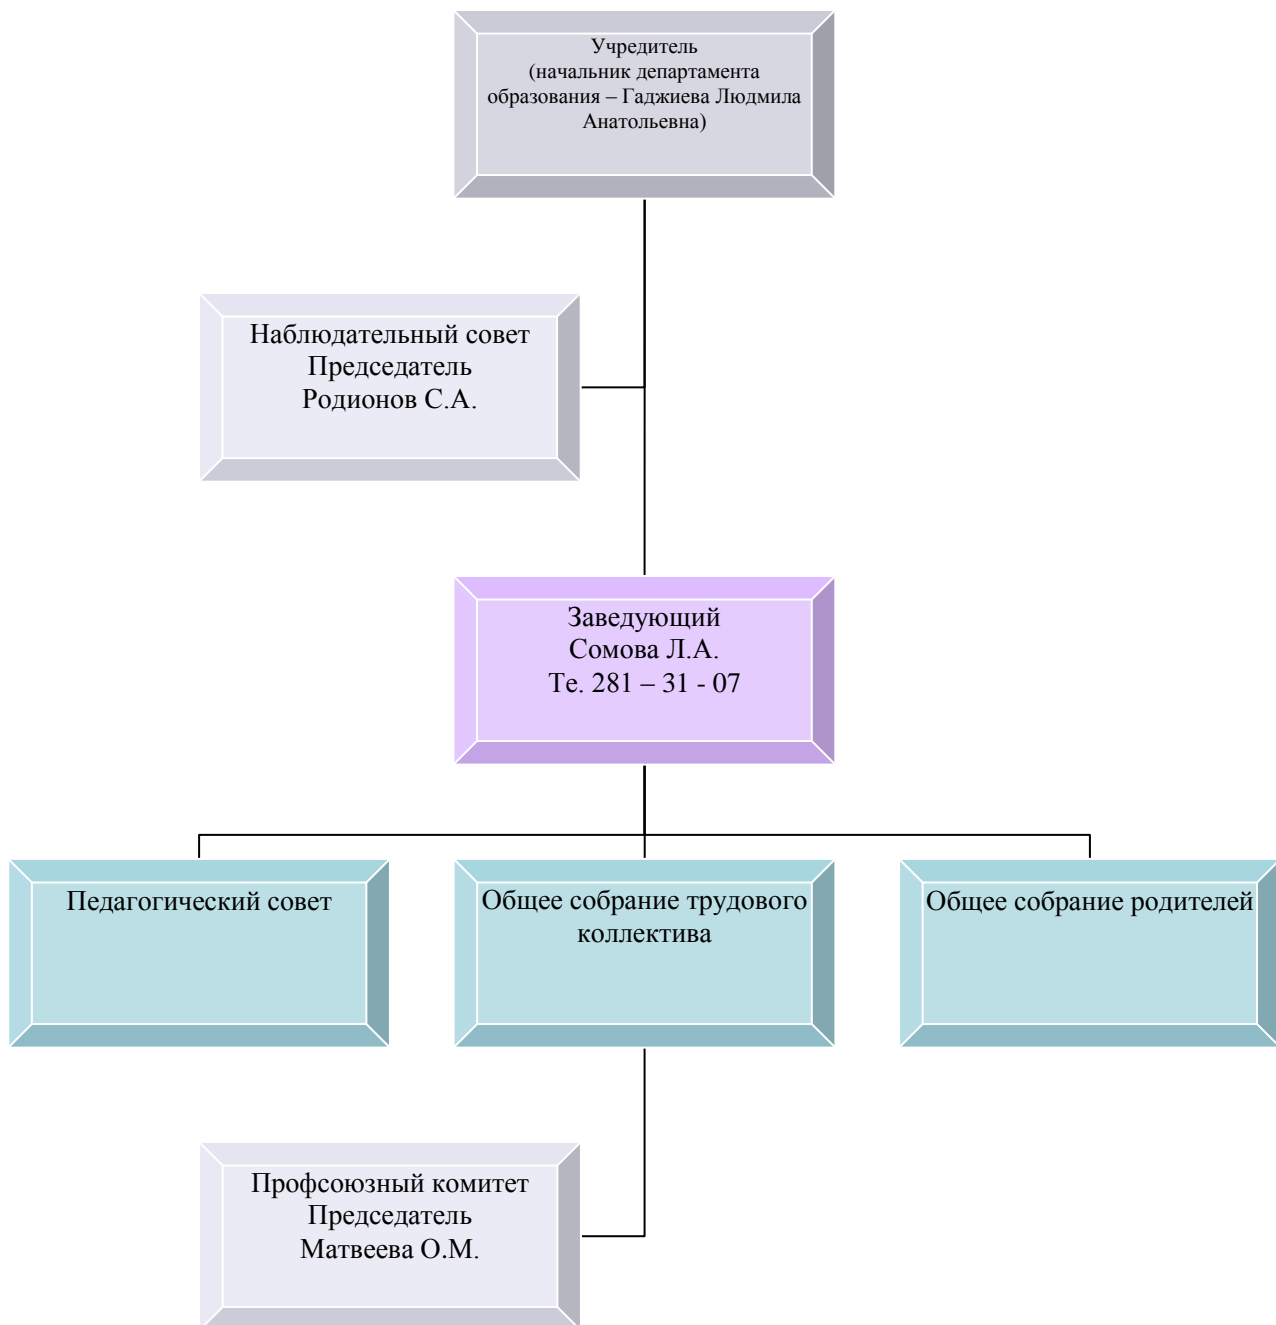 Учредитель
(начальник департамента
образования – Гаджиева Людмила
Анатольевна)
Наблюдательный совет
Председатель
Родионов С.А.
Заведующий
Сомова Л.А.
Те. 281 – 31 - 07
Педагогический совет
Общее собрание трудового
коллектива
Общее собрание родителей
Профсоюзный комитет
Председатель
Матвеева О.М.